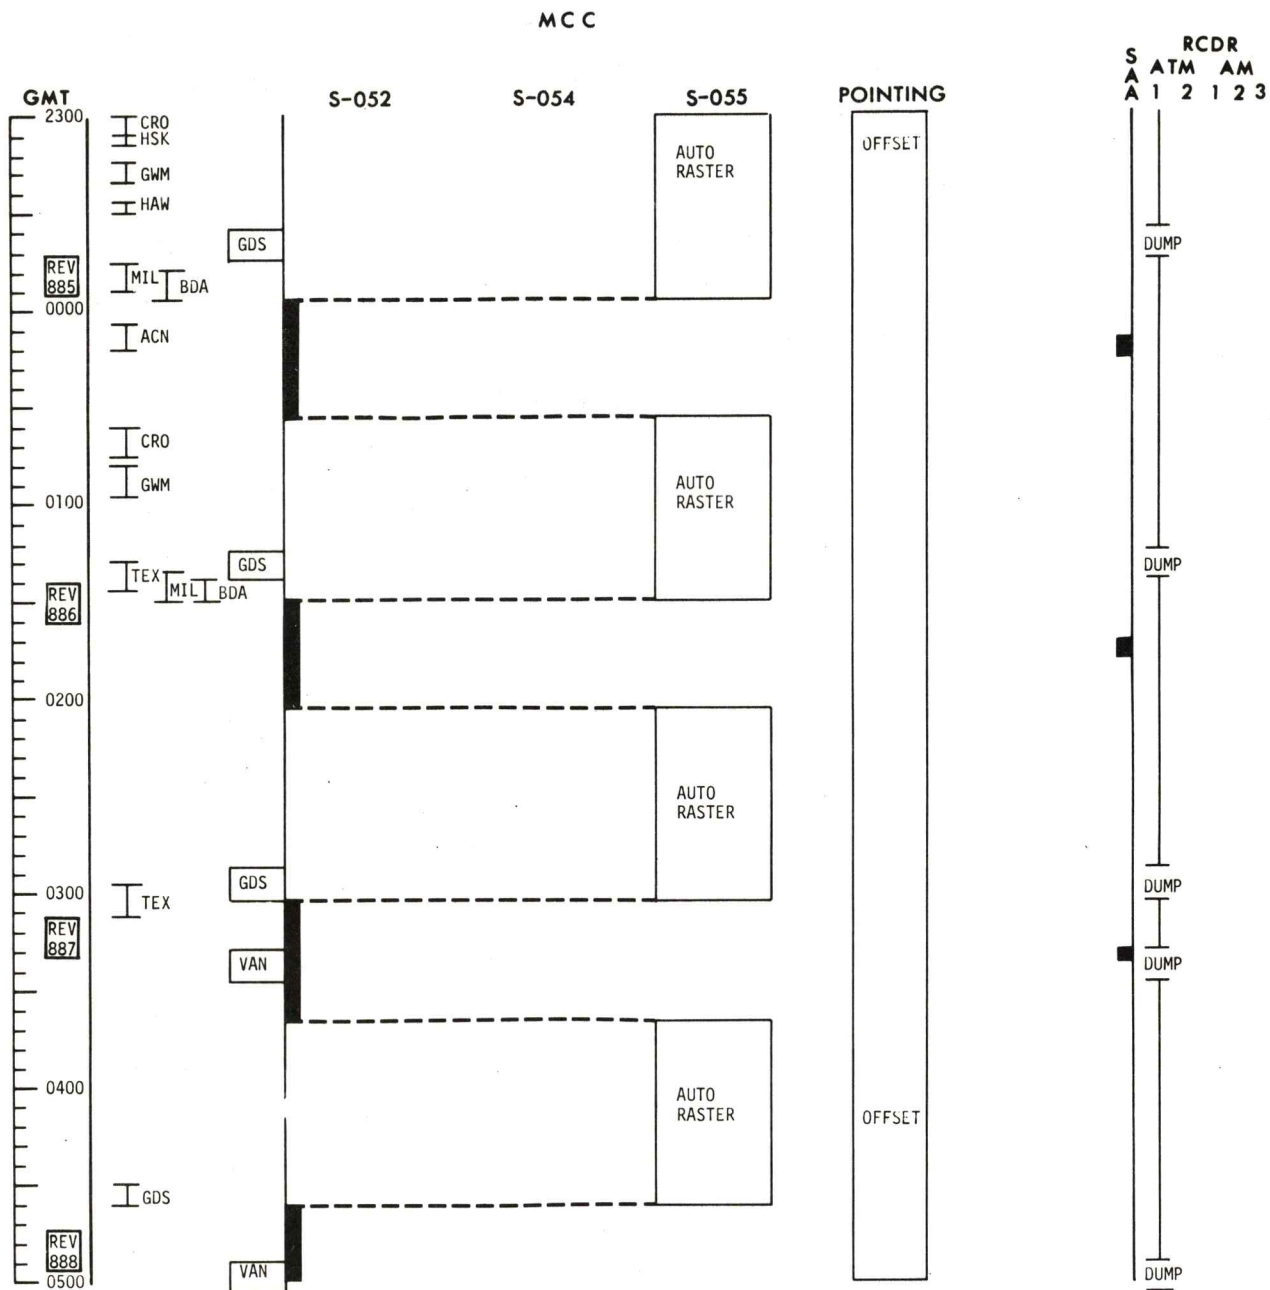 MCC
RCDR
SAA ATM AM
GMT S-052 S-054 S-055 POINTING 1 2 1 2 3
2300 CRO
HSK
OFFSET
AUTO
RASTER
GWM
HAW
GDS DUMP
REV
885
MIL BDA
0000
ACN
CRO
GWM
AUTO
RASTER
0100
GDS DUMP
TEX MIL BDA
REV
886
0200
AUTO
RASTER
GDS DUMP
0300
TEX
REV
887
VAN DUMP
0400
AUTO
RASTER
OFFSET
GDS
REV
888
VAN DUMP
0500